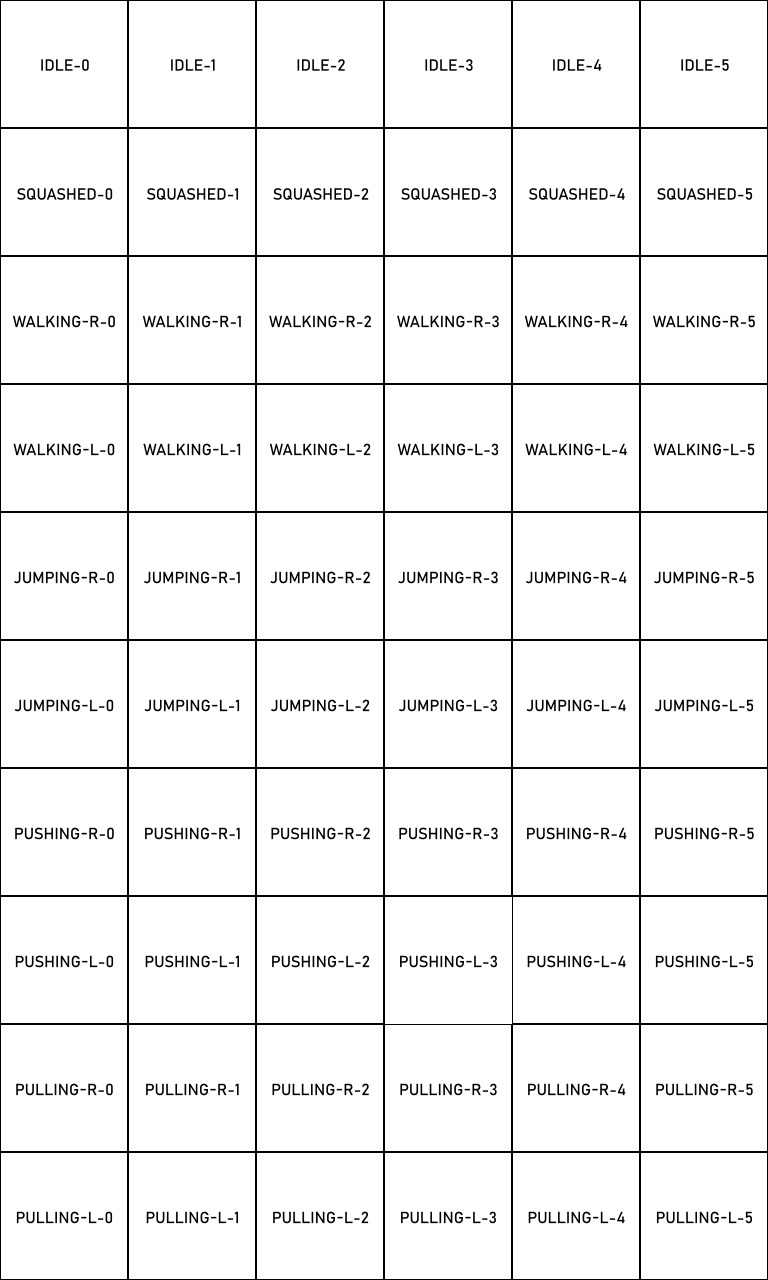 IDLE-0 IDLE-1 IDLE-2 IDLE-3 IDLE-4 IDLE-5
SQUASHED-0 SQUASHED-1 SQUASHED-2 SQUASHED-3 SQUASHED-4 SQUASHED-5
WALKING-R-0 WALKING-R-1 WALKING-R-2 WALKING-R-3 WALKING-R-4 WALKING-R-5
WALKING-L-0 WALKING-L-1 WALKING-L-2 WALKING-L-3 WALKING-L-4 WALKING-L-5
JUMPING-R-0 JUMPING-R-1 JUMPING-R-2 JUMPING-R-3 JUMPING-R-4 JUMPING-R-5
JUMPING-L-0 JUMPING-L-1 JUMPING-L-2 JUMPING-L-3 JUMPING-L-4 JUMPING-L-5
PUSHING-R-0 PUSHING-R-1 PUSHING-R-2 PUSHING-R-3 PUSHING-R-4 PUSHING-R-5
PUSHING-L-0 PUSHING-L-1 PUSHING-L-2 PUSHING-L-3 PUSHING-L-4 PUSHING-L-5
PULLING-R-0 PULLING-R-1 PULLING-R-2 PULLING-R-3 PULLING-R-4 PULLING-R-5
PULLING-L-0 PULLING-L-1 PULLING-L-2 PULLING-L-3 PULLING-L-4 PULLING-L-5